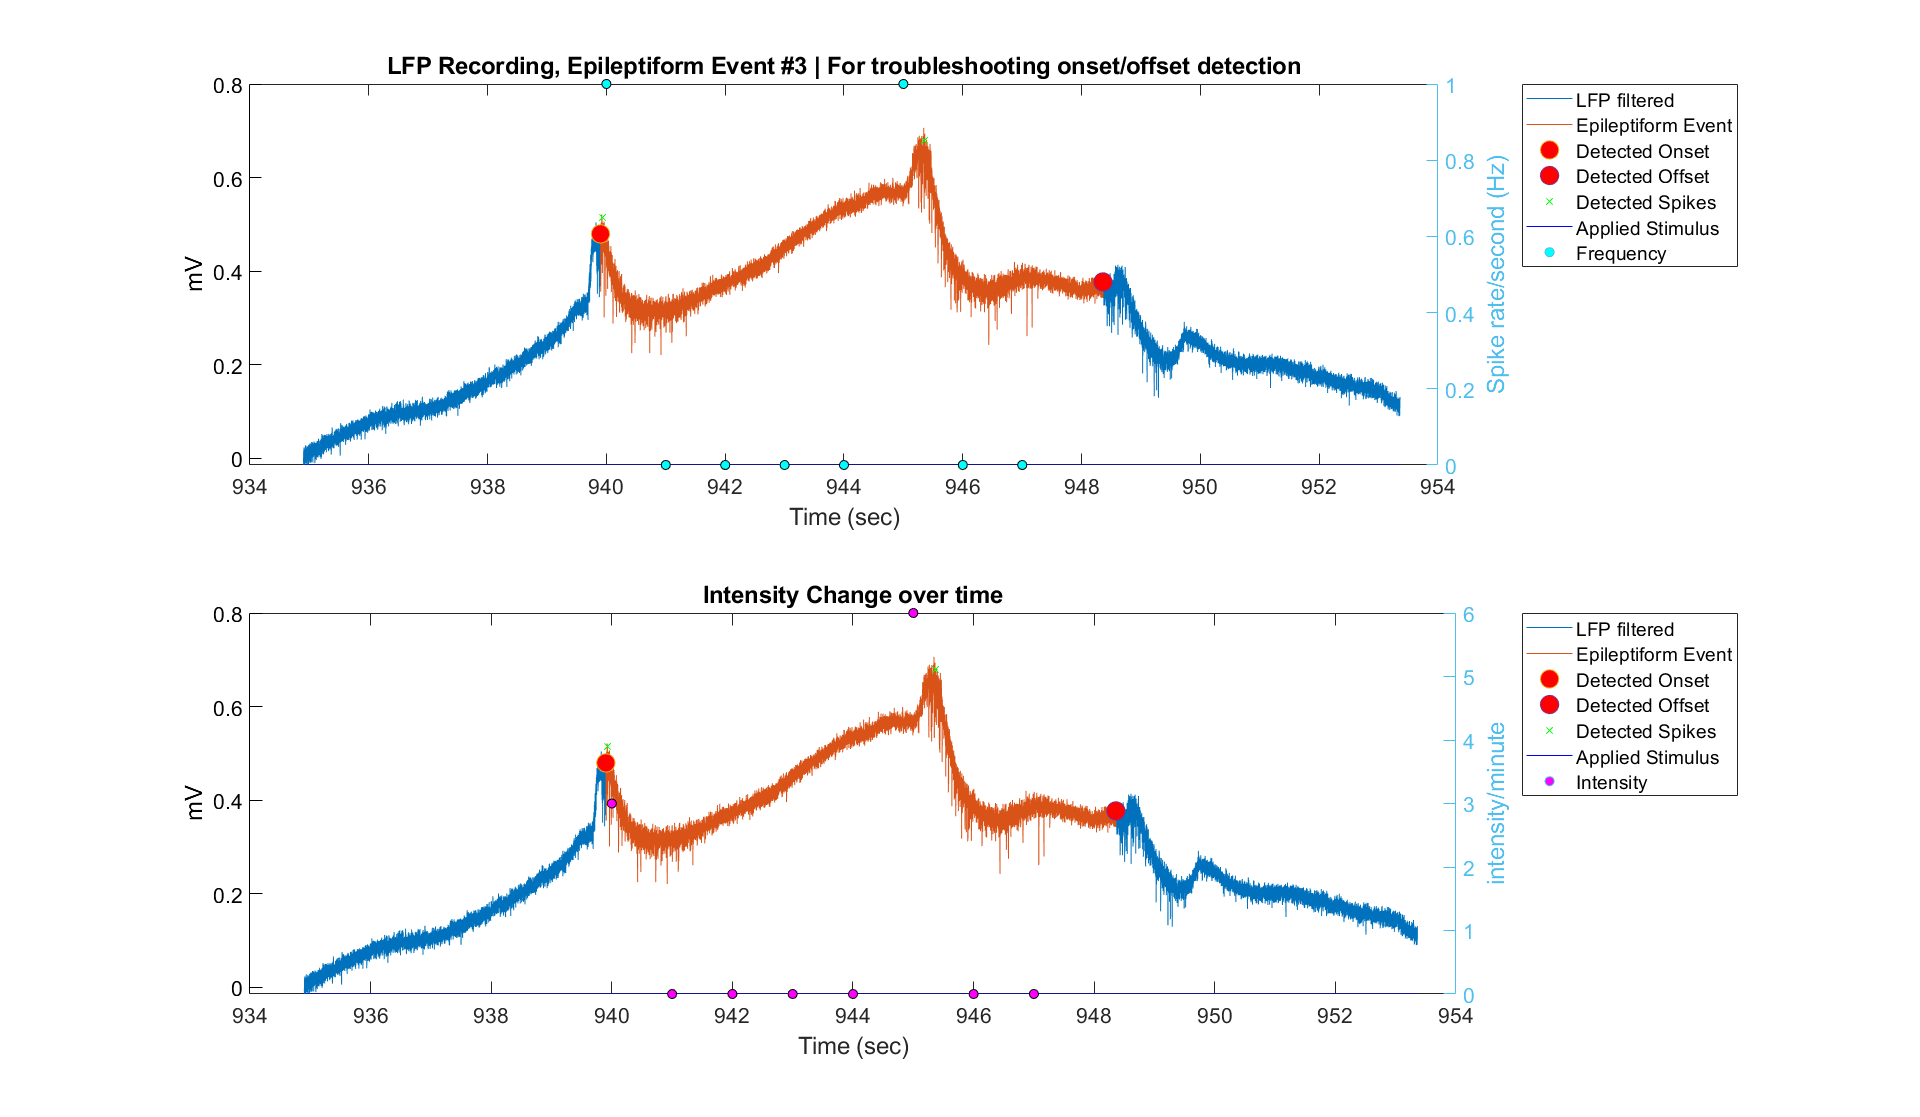 LFP Recording, Epileptiform Event #3 | For troubleshooting onset/offset detection
0.8
0.6
0.4
0.2
0
mV
934 936 938 940 942 944 946 948 950 952 954
Time (sec)
1
0.8
0.6
0.4
0.2
0
Spike rate/second (Hz)
LFP filtered
Epileptiform Event
Detected Onset
Detected Offset
Detected Spikes
Applied Stimulus
Frequency
Intensity Change over time
0.8
0.6
0.4
0.2
0
mV
934 936 938 940 942 944 946 948 950 952 954
Time (sec)
6
5
4
3
2
1
0
intensity/minute
LFP filtered
Epileptiform Event
Detected Onset
Detected Offset
Detected Spikes
Applied Stimulus
Intensity